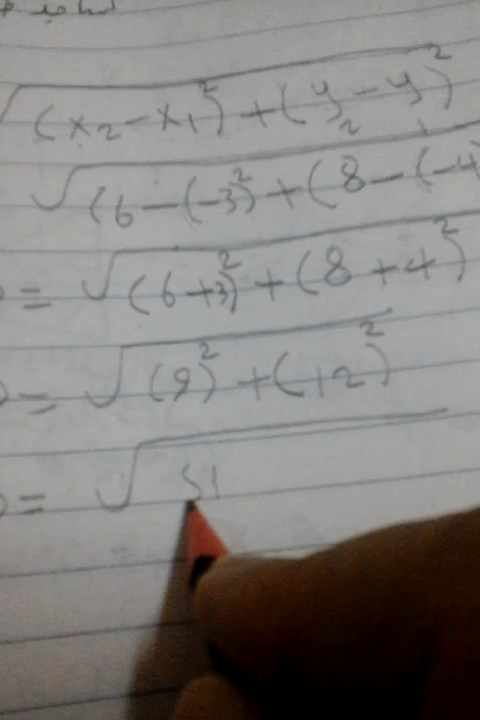 √(x₂-x₁)²+(y₂-y₁)²
√(6-(-3)²+(8-(-4
= √(6+3)²+(8+4)²
= √(9)²+(12)²
= √